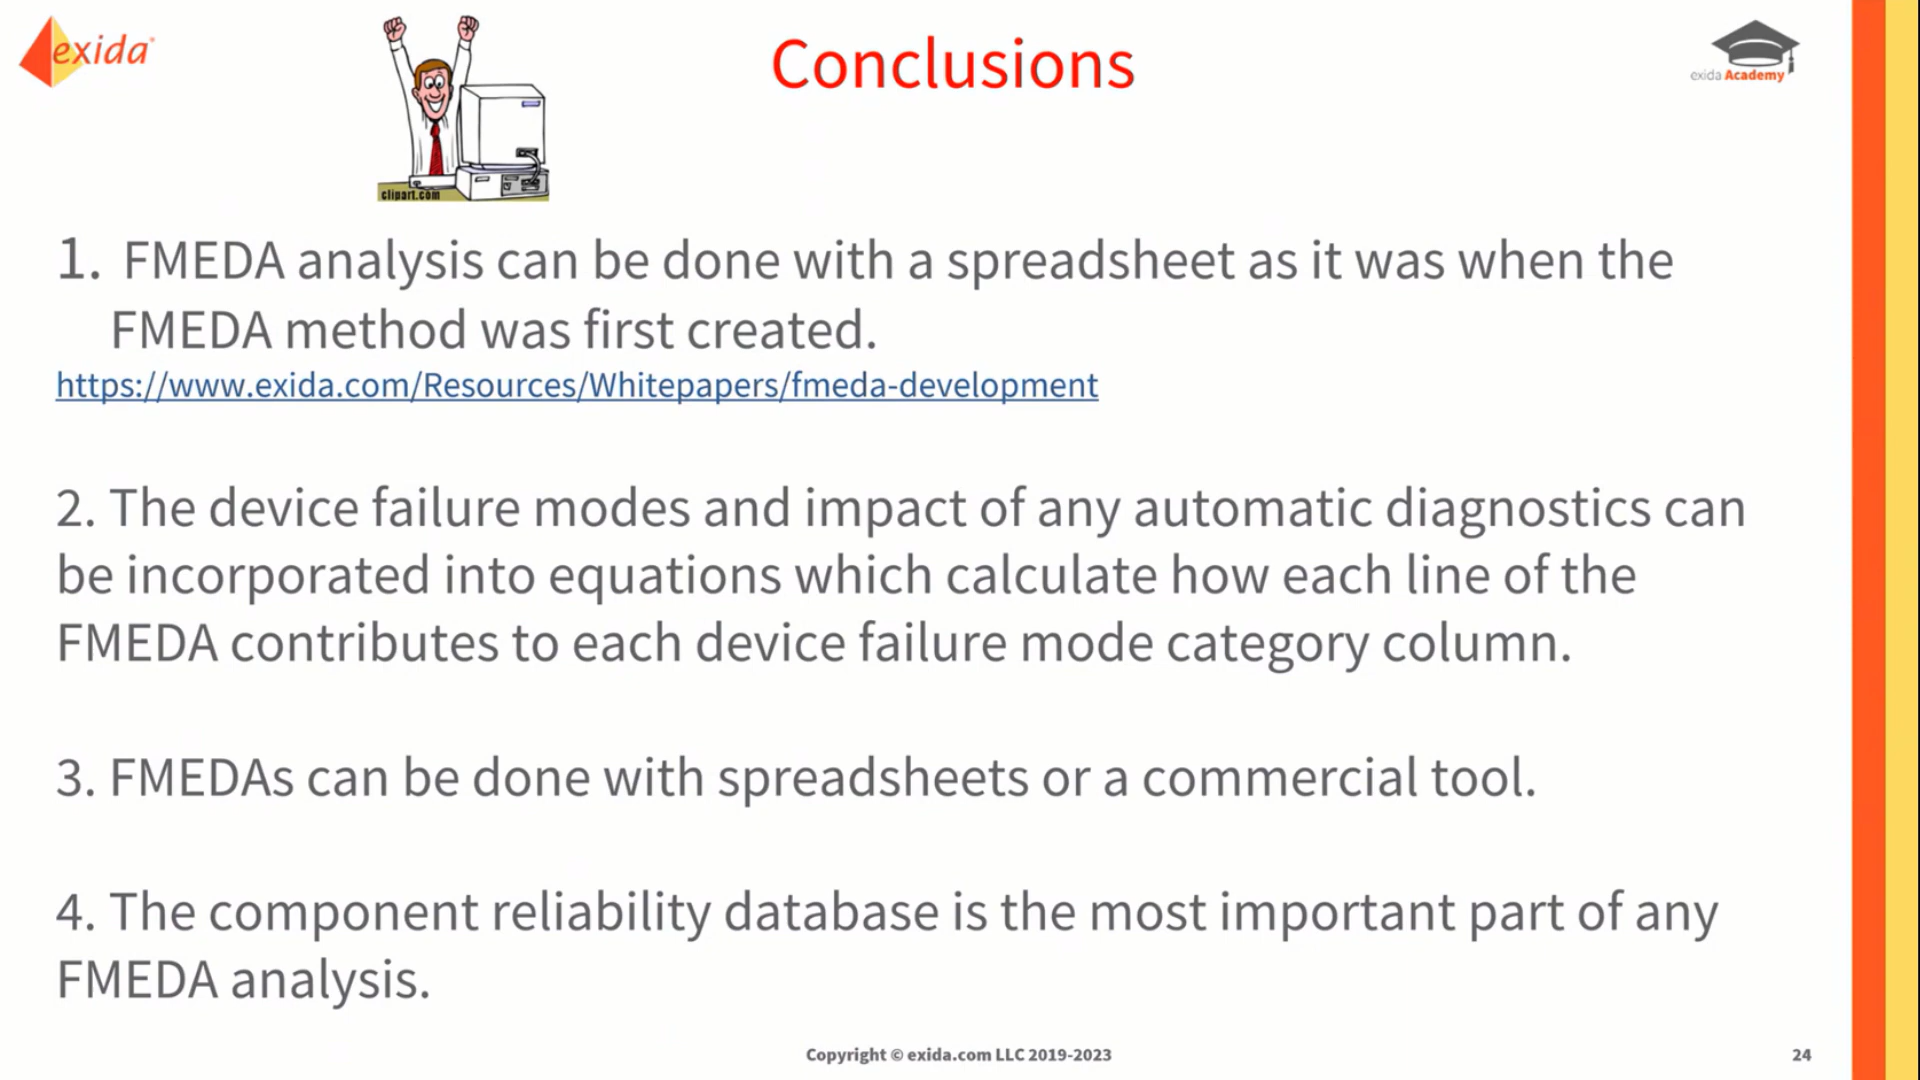 exida
Conclusions
exida Academy
clipart.com
1. FMEDA analysis can be done with a spreadsheet as it was when the
FMEDA method was first created.
https://www.exida.com/Resources/Whitepapers/fmeda-development
2. The device failure modes and impact of any automatic diagnostics can
be incorporated into equations which calculate how each line of the
FMEDA contributes to each device failure mode category column.
3. FMEDAs can be done with spreadsheets or a commercial tool.
4. The component reliability database is the most important part of any
FMEDA analysis.
Copyright © exida.com LLC 2019-2023
24